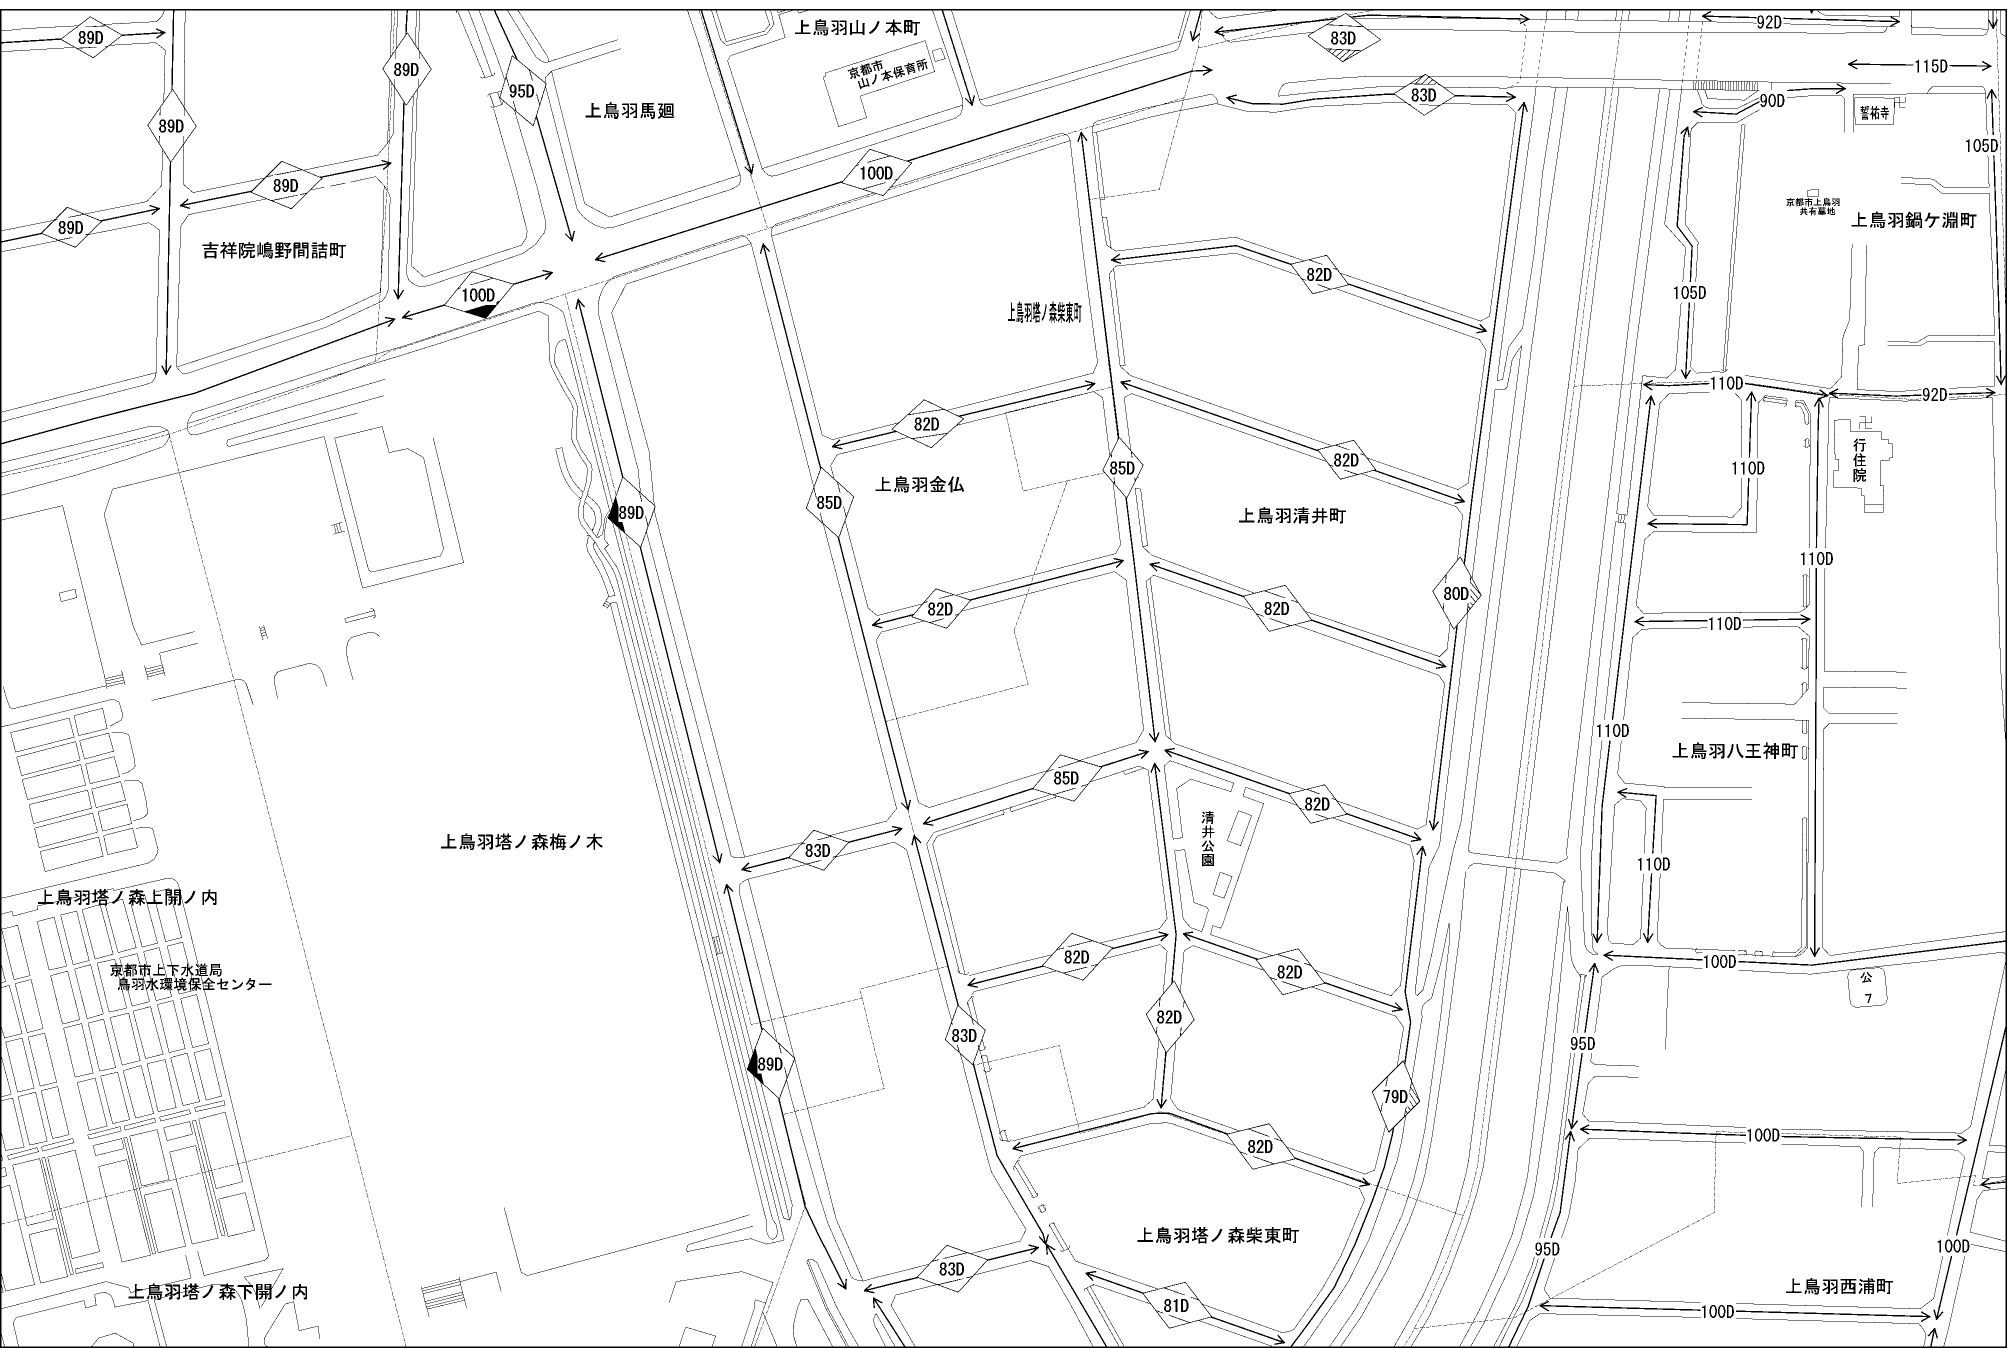 上鳥羽山ノ本町
92D
89D
83D
115D
89D
京都市
山ノ本保育所
95D
83D
90D
上鳥羽馬廻
誓祐寺
89D
105D
100D
89D
京都市上鳥羽
共有墓地
上鳥羽鍋ケ淵町
89D
吉祥院嶋野間詰町
82D
100D
105D
上鳥羽塔ノ森柴東町
110D
92D
82D
82D
行住院
85D
110D
上鳥羽金仏
85D
89D
上鳥羽清井町
110D
80D
82D
82D
110D
110D
上鳥羽八王神町
85D
82D
清井公園
上鳥羽塔ノ森梅ノ木
83D
110D
上鳥羽塔ノ森上開ノ内
82D
100D
京都市上下水道局
鳥羽水環境保全センター
82D
公
7
82D
83D
95D
89D
79D
100D
82D
上鳥羽塔ノ森柴東町
95D
100D
83D
上鳥羽西浦町
上鳥羽塔ノ森下開ノ内
81D
100D